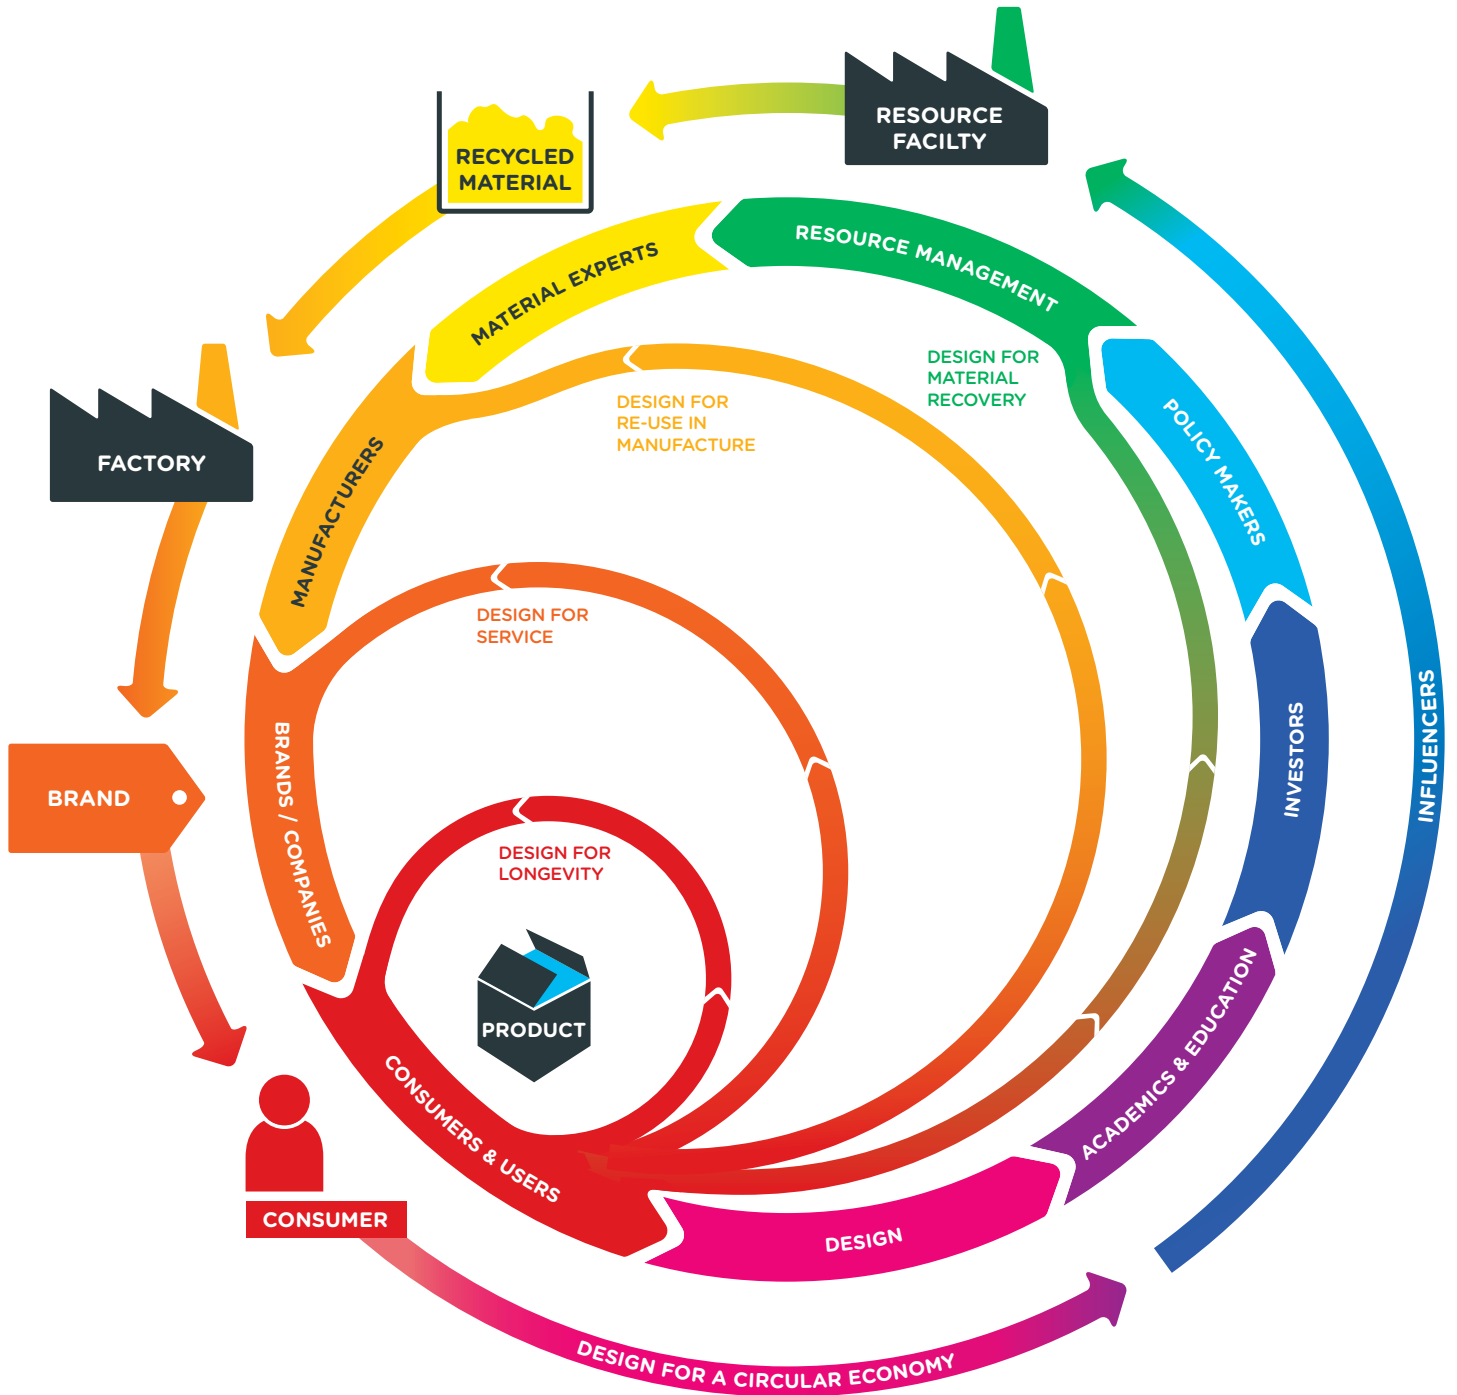 RESOURCE
FACILTY
RECYCLED
MATERIAL
RESOURCE MANAGEMENT
MATERIAL EXPERTS
DESIGN FOR
MATERIAL
RECOVERY
DESIGN FOR
RE-USE IN
MANUFACTURE
POLICY MAKERS
FACTORY
MANUFACTURERS
DESIGN FOR
SERVICE
INVESTORS
INFLUENCERS
BRAND
BRANDS / COMPANIES
DESIGN FOR
LONGEVITY
PRODUCT
ACADEMICS & EDUCATION
CONSUMERS & USERS
CONSUMER
DESIGN
DESIGN FOR A CIRCULAR ECONOMY